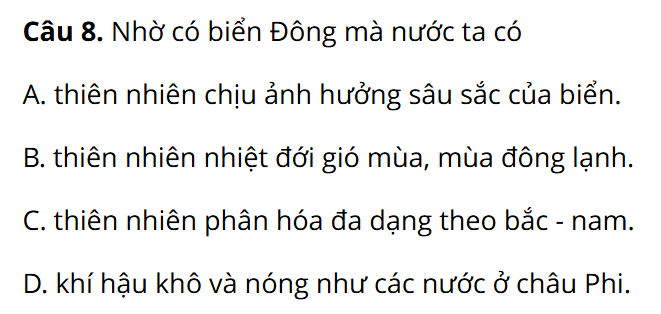 Câu 8. Nhờ có biển Đông mà nước ta có
A. thiên nhiên chịu ảnh hưởng sâu sắc của biển.
B. thiên nhiên nhiệt đới gió mùa, mùa đông lạnh.
C. thiên nhiên phân hóa đa dạng theo bắc - nam.
D. khí hậu khô và nóng như các nước ở châu Phi.